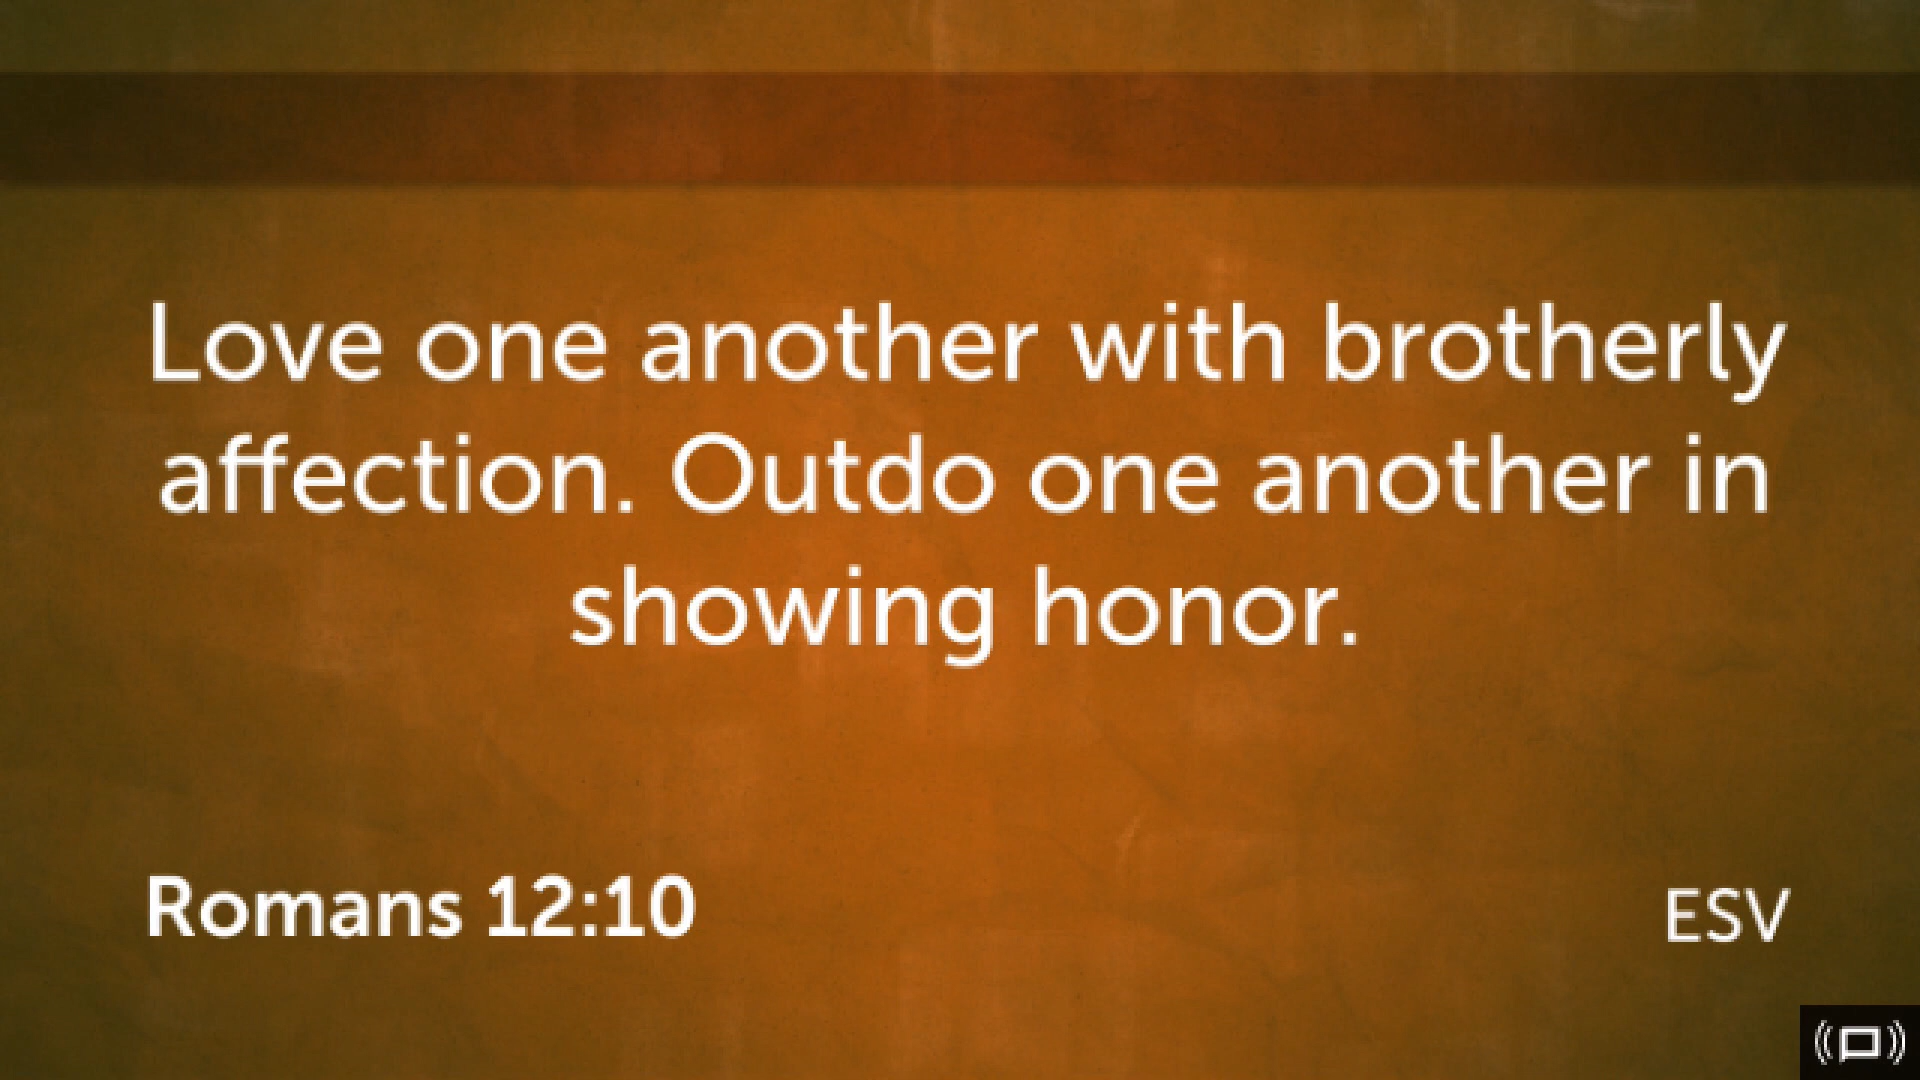 Love one another with brotherly
affection. Outdo one another in
showing honor.
Romans 12:10
ESV